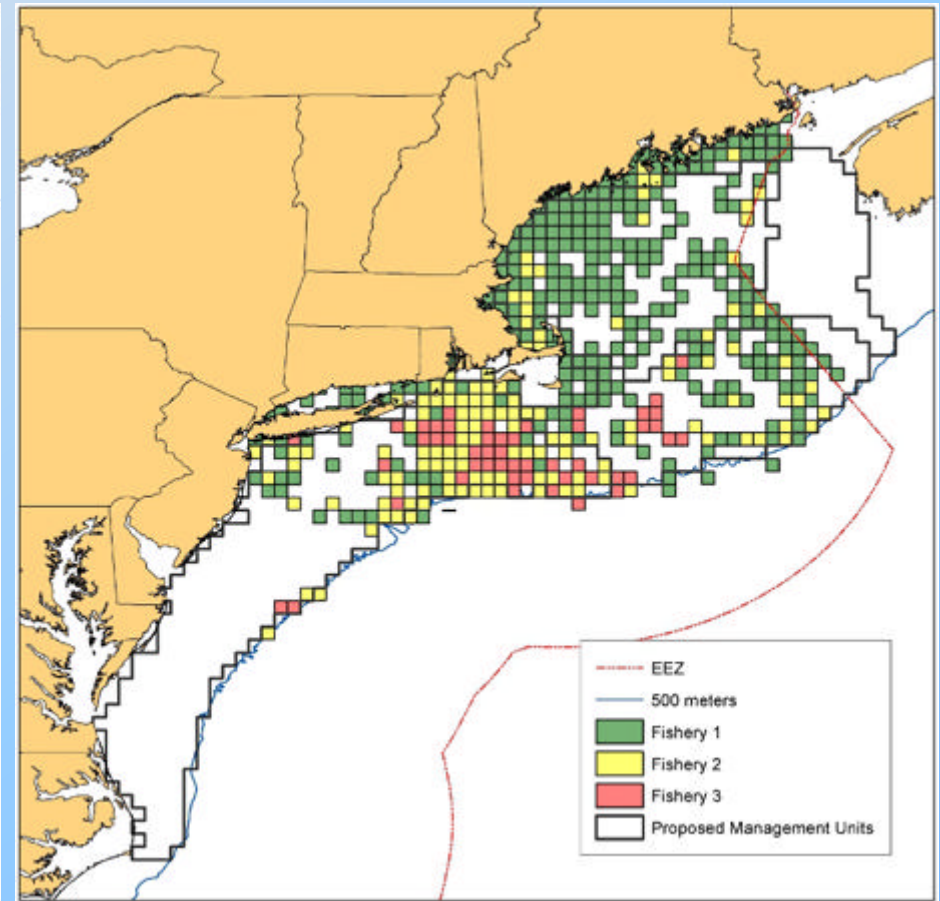 EEZ
500 meters
Fishery 1
Fishery 2
Fishery 3
Proposed Management Units